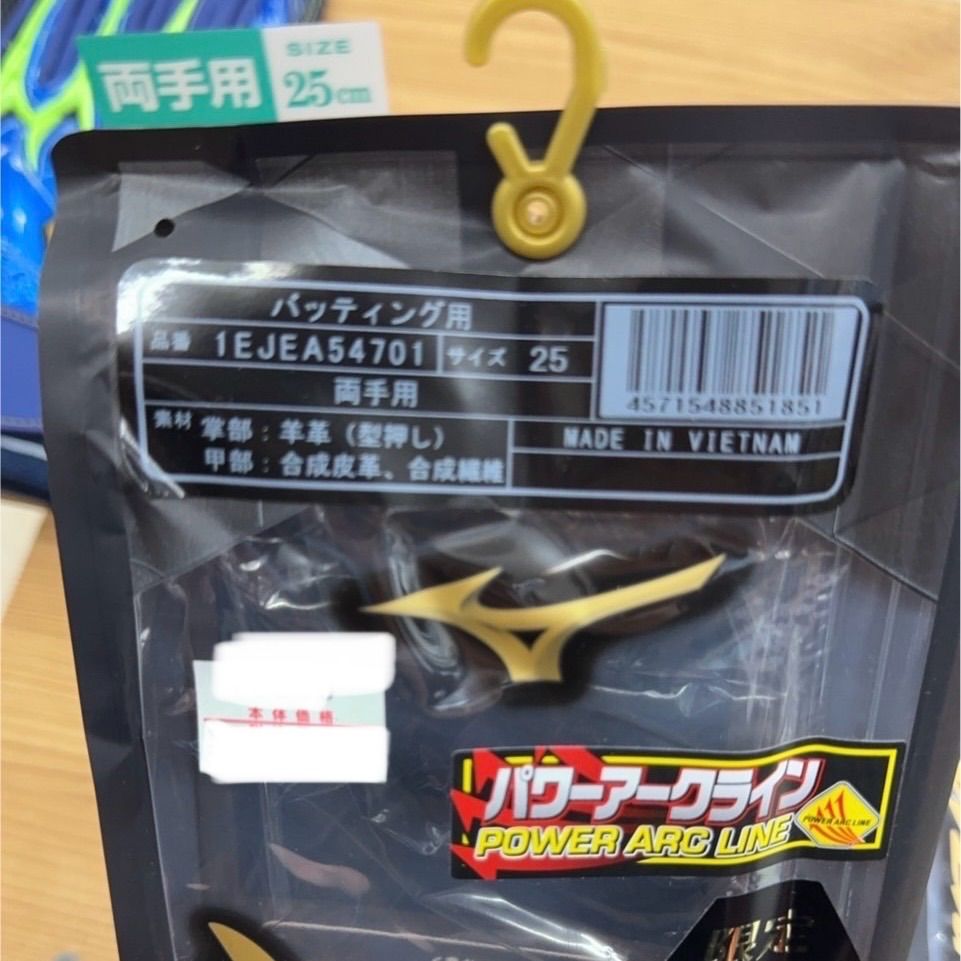 両手用
SIZE
25cm
バッティング用
品番 1EJEA54701 サイズ 25
4571548851851
両手用
素材 掌部：羊革（型押し）
甲部：合成皮革、合成繊維
MADE IN VIETNAM
本体価格
パワーアークライン
POWER ARC LINE
POWER ARC LINE
限定